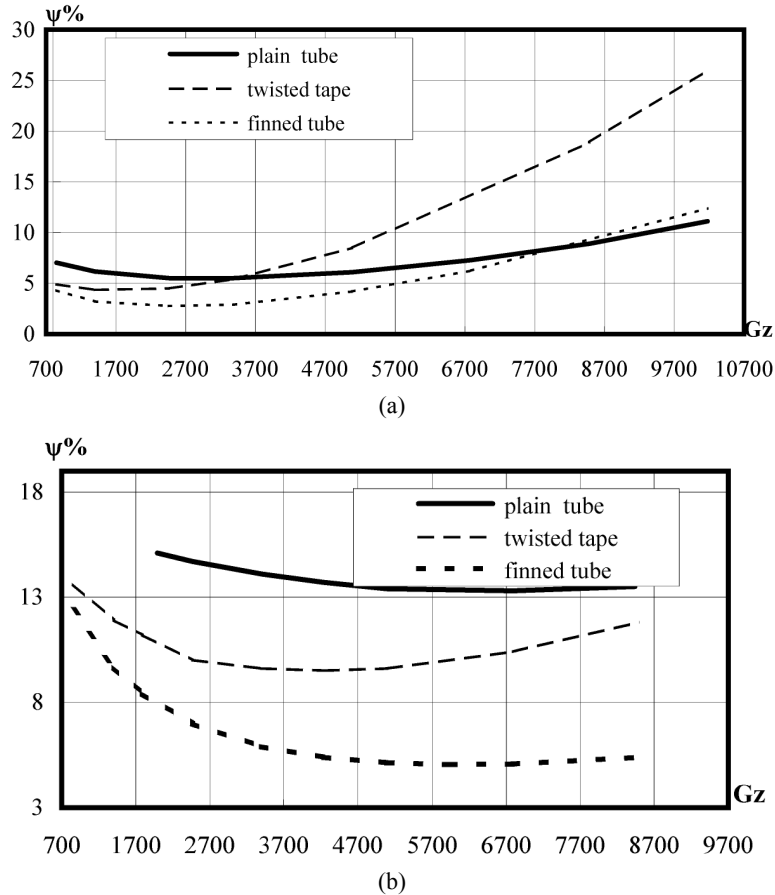 ψ%
30
25
20
15
10
5
0
plain tube
twisted tape
finned tube
Gz
700 1700 2700 3700 4700 5700 6700 7700 8700 9700 10700
(a)
ψ%
18
13
8
3
plain tube
twisted tape
finned tube
Gz
700 1700 2700 3700 4700 5700 6700 7700 8700 9700
(b)